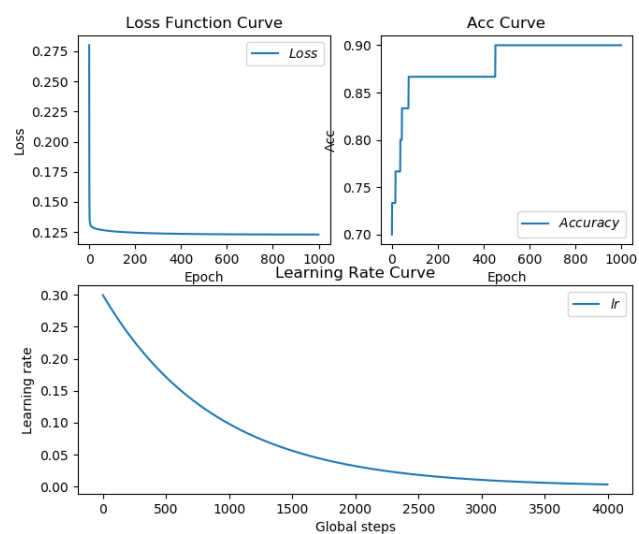 Loss Function Curve
0.275
0.250
0.225
0.200
0.175
0.150
0.125
Loss
Loss
0 200 400 600 800 1000
Epoch
Acc Curve
0.90
0.85
0.80
0.75
0.70
Acc
Accuracy
0 200 400 600 800 1000
Epoch
Learning Rate Curve
0.30
0.25
0.20
0.15
0.10
0.05
0.00
Learning rate
lr
0 500 1000 1500 2000 2500 3000 3500 4000
Global steps